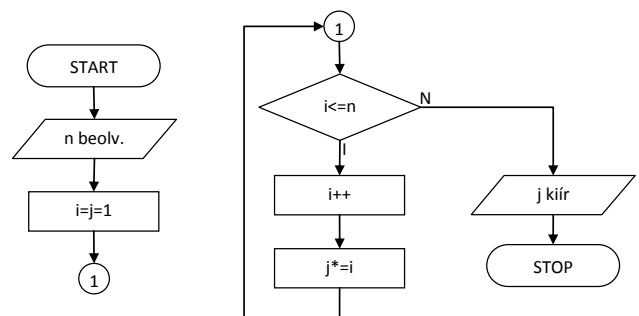 START
n beolv.
i=j=1
1
1
i<=n
N
I
i++
j*=i
j kiír
STOP